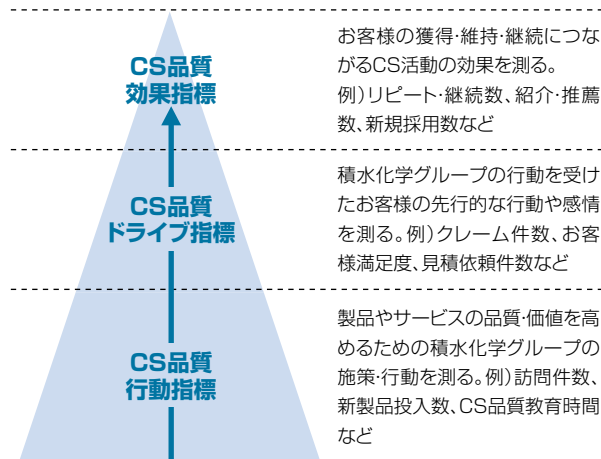 CS品質
効果指標
お客様の獲得・維持・継続につな
がるCS活動の効果を測る。
例）リピート・継続数、紹介・推薦
数、新規採用数など
CS品質
ドライブ指標
積水化学グループの行動を受け
たお客様の先行的な行動や感情
を測る。例）クレーム件数、お客
様満足度、見積依頼件数など
CS品質
行動指標
製品やサービスの品質・価値を高
めるための積水化学グループの
施策・行動を測る。例）訪問件数、
新製品投入数、CS品質教育時間
など